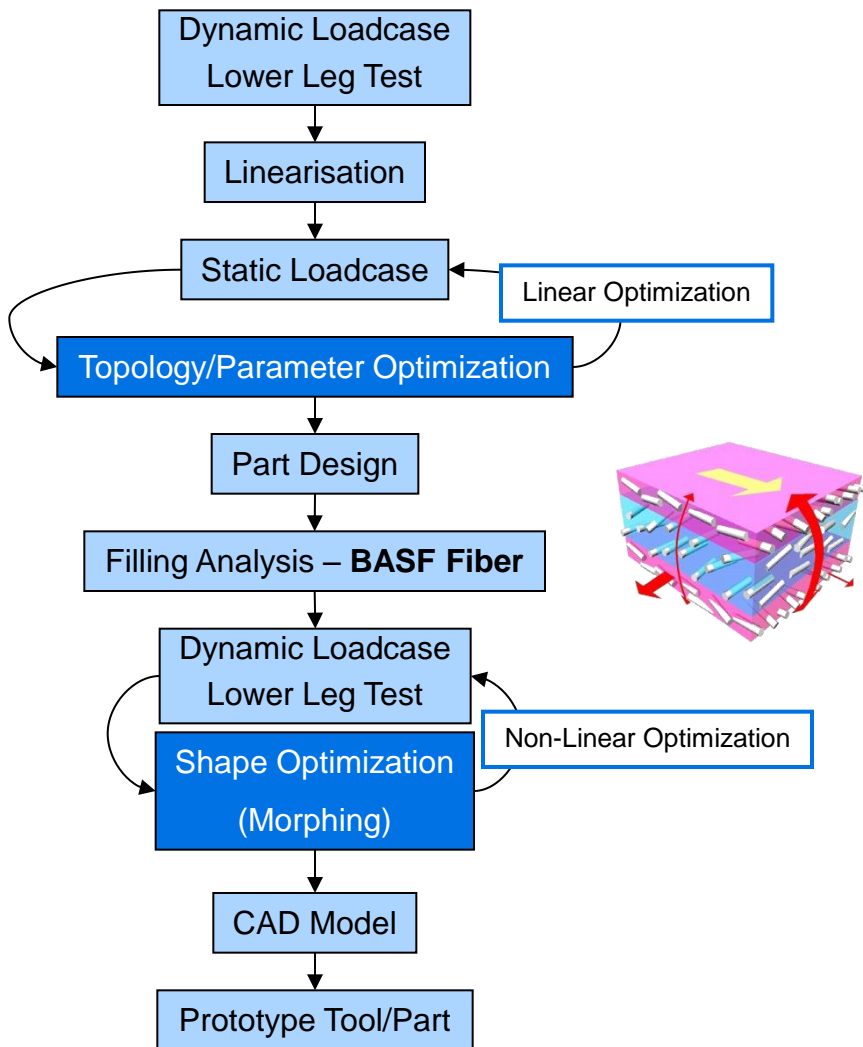 Dynamic Loadcase
Lower Leg Test
Linearisation
Static Loadcase
Linear Optimization
Topology/Parameter Optimization
Part Design
Filling Analysis – BASF Fiber
Dynamic Loadcase
Lower Leg Test
Non-Linear Optimization
Shape Optimization
(Morphing)
CAD Model
Prototype Tool/Part